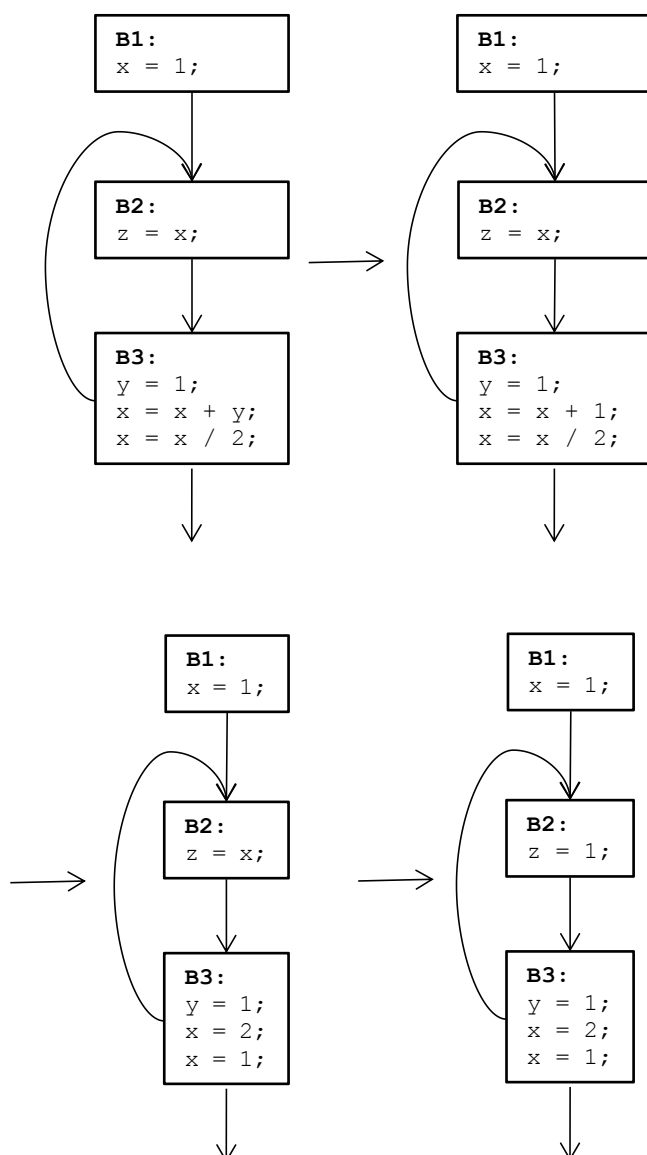 B1:
x = 1;
B2:
z = x;
B3:
y = 1;
x = x + y;
x = x / 2;
B1:
x = 1;
B2:
z = x;
B3:
y = 1;
x = x + 1;
x = x / 2;
B1:
x = 1;
B2:
z = x;
B3:
y = 1;
x = 2;
x = 1;
B1:
x = 1;
B2:
z = 1;
B3:
y = 1;
x = 2;
x = 1;